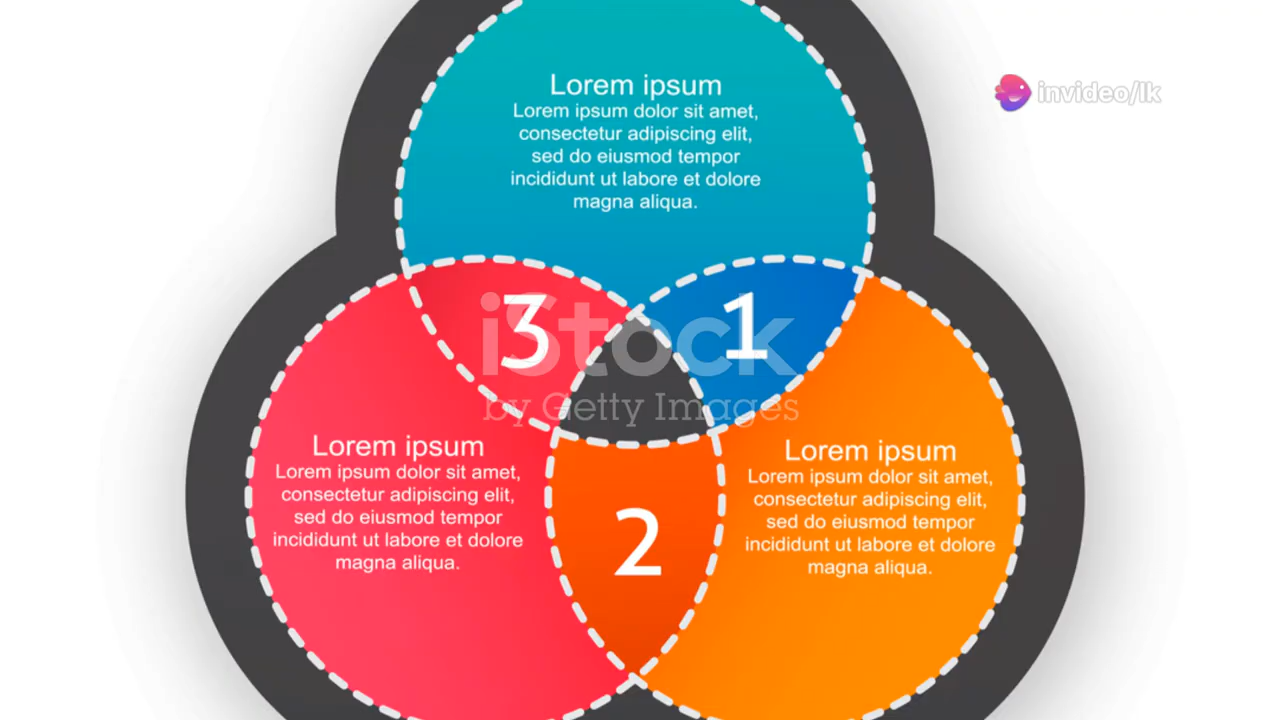 Lorem ipsum
Lorem ipsum dolor sit amet,
consectetur adipiscing elit,
sed do eiusmod tempor
incididunt ut labore et dolore
magna aliqua.
invideo/lk
3
1
iStock
by Getty Images
Lorem ipsum
Lorem ipsum dolor sit amet,
consectetur adipiscing elit,
sed do eiusmod tempor
incididunt ut labore et dolore
magna aliqua.
2
Lorem ipsum
Lorem ipsum dolor sit amet,
consectetur adipiscing elit,
sed do eiusmod tempor
incididunt ut labore et dolore
magna aliqua.